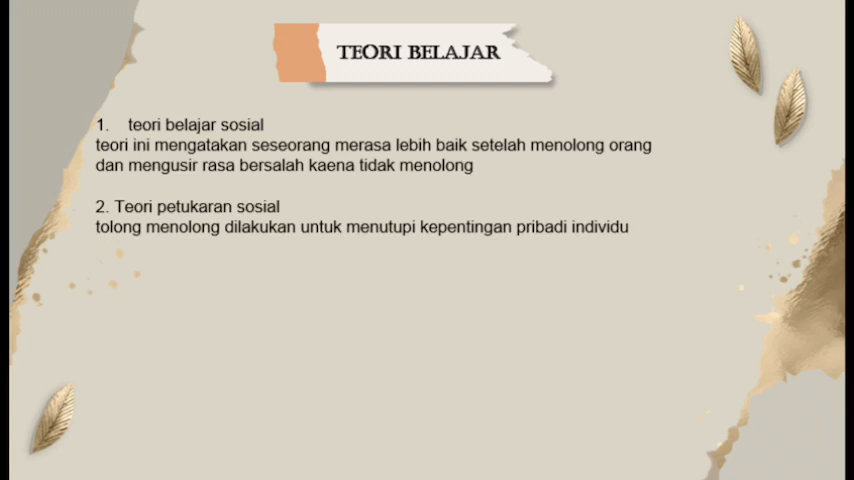 TEORI BELAJAR
1. teori belajar sosial
teori ini mengatakan seseorang merasa lebih baik setelah menolong orang
dan mengusir rasa bersalah kaena tidak menolong
2. Teori petukaran sosial
tolong menolong dilakukan untuk menutupi kepentingan pribadi individu